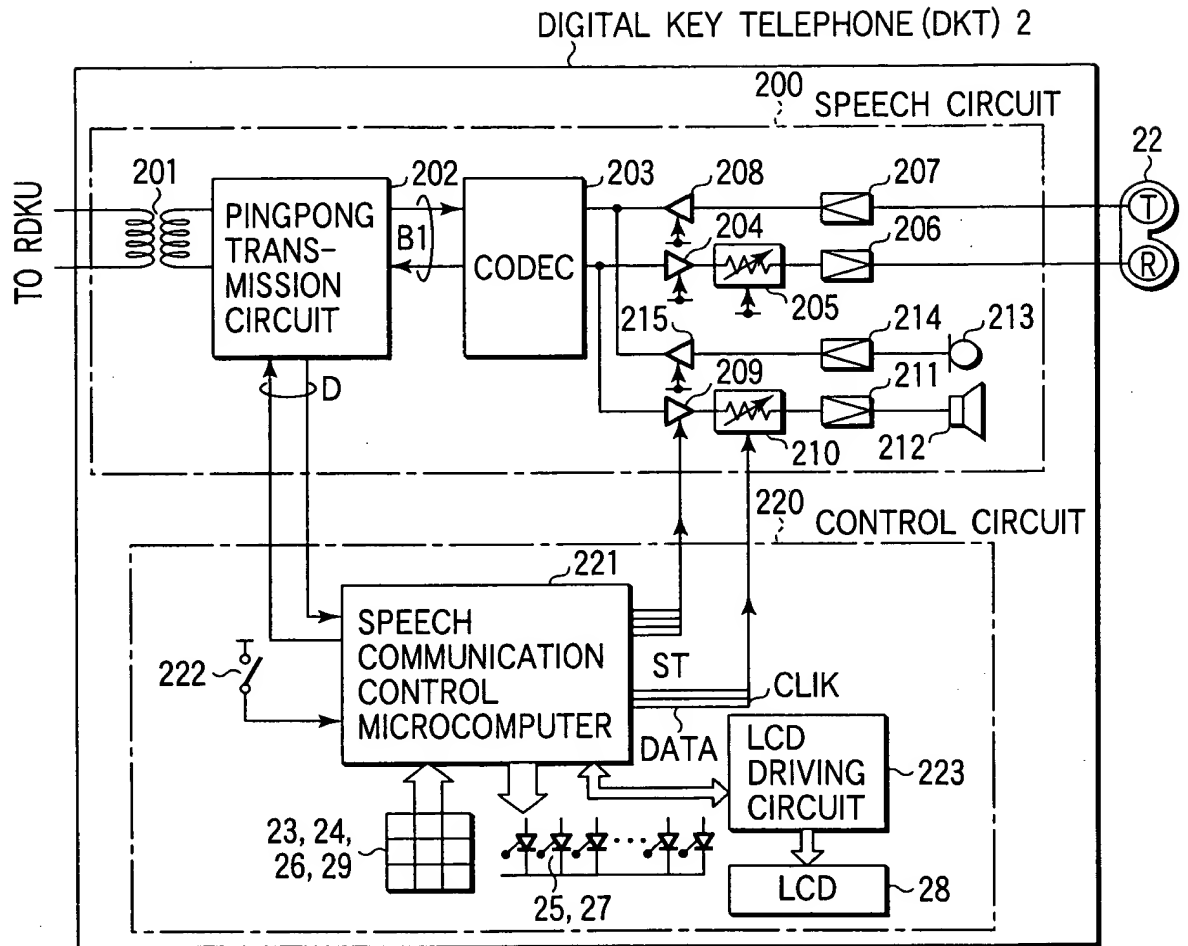 DIGITAL KEY TELEPHONE (DKT) 2
200
SPEECH CIRCUIT
TO RDKU
201
202
203
208
207
22
PINGPONG
TRANS-
MISSION
CIRCUIT
B1
CODEC
204
206
T
R
205
215
214
213
D
209
211
210
212
220
CONTROL CIRCUIT
221
SPEECH
COMMUNICATION
CONTROL
MICROCOMPUTER
222
ST
CLIK
DATA
LCD
DRIVING
CIRCUIT
223
23, 24,
26, 29
25, 27
LCD
28